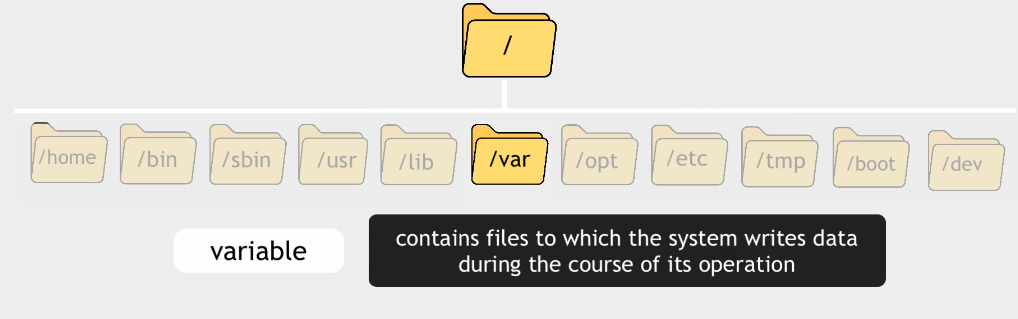 /
/home
/bin
/sbin
/usr
/lib
/var
/opt
/etc
/tmp
/boot
/dev
variable
contains files to which the system writes data
during the course of its operation